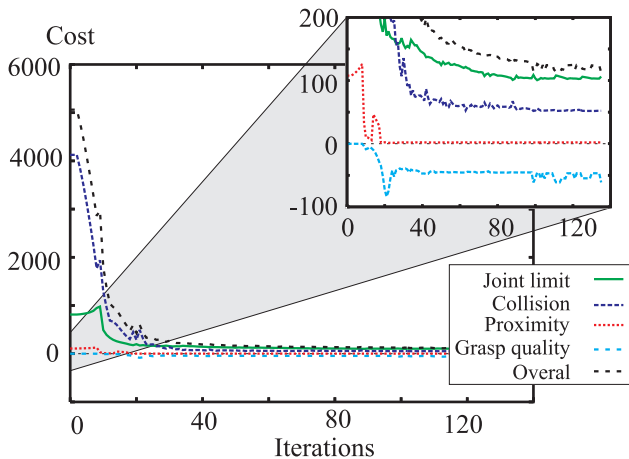 Cost
6000
4000
2000
0
0 40 80 120
Iterations
200
100
0
-100
0 40 80 120
Joint limit
Collision
Proximity
Grasp quality
Overal